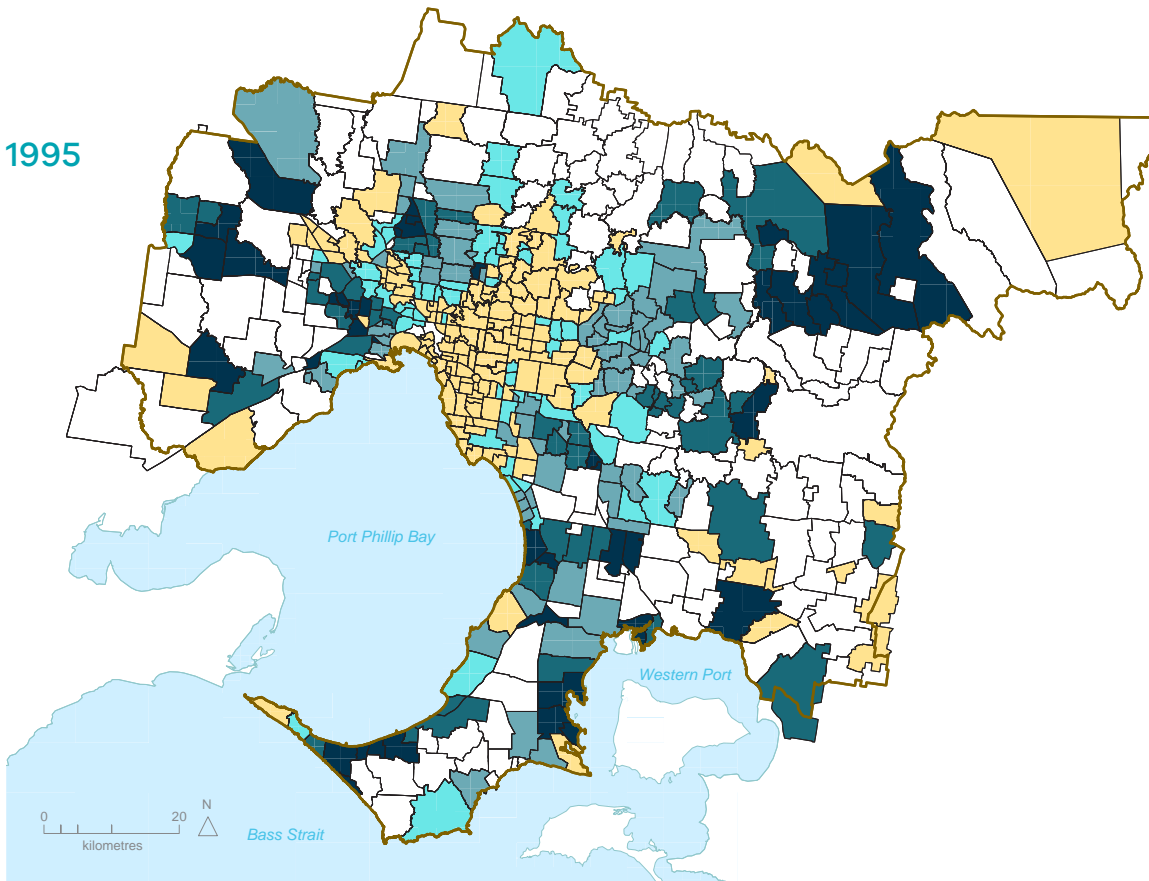 1995
Port Phillip Bay
Western Port
0 20
N
kilometres
Bass Strait